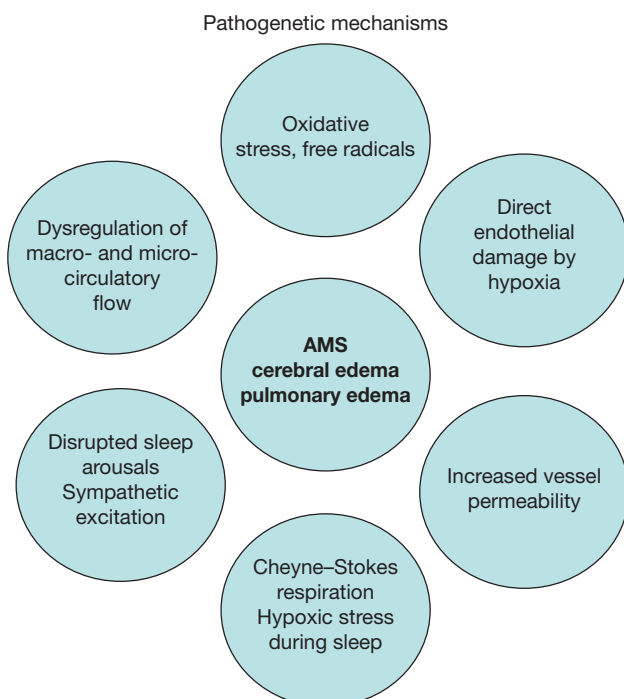 Pathogenetic mechanisms
Oxidative
stress, free radicals
Direct
endothelial
damage by
hypoxia
Dysregulation of
macro- and micro-
circulatory
flow
AMS
cerebral edema
pulmonary edema
Disrupted sleep
arousals
Sympathetic
excitation
Increased vessel
permeability
Cheyne–Stokes
respiration
Hypoxic stress
during sleep